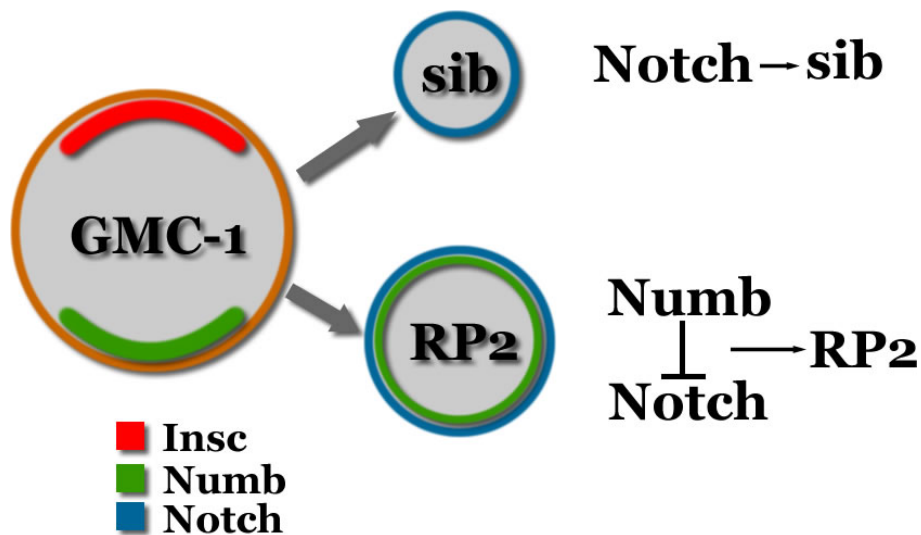 sib
Notch → sib
GMC-1
Numb
RP2
→ RP2
Notch
Insc
Numb
Notch